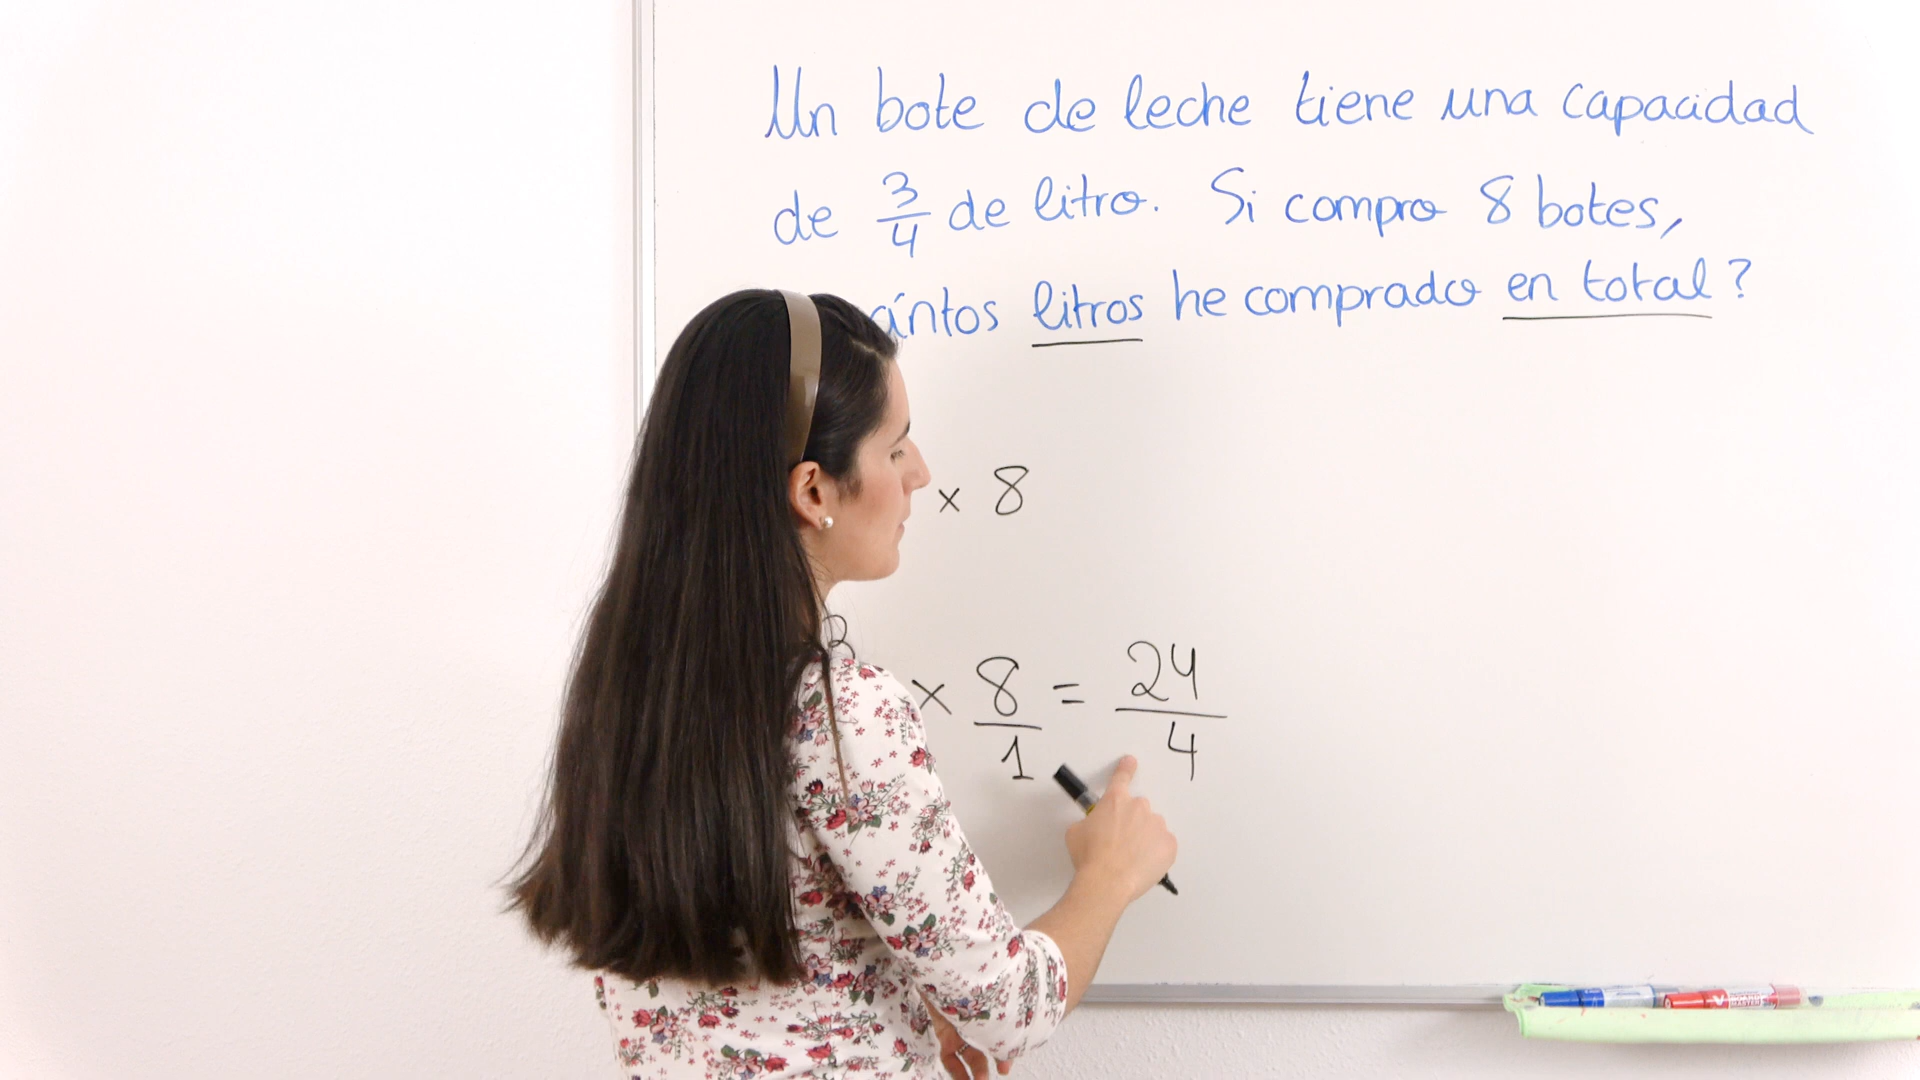 Un bote de leche tiene una capacidad
de 3/4 de litro. Si compro 8 botes,
ántos litros he comprado en total?
x 8
3 x 8/1 = 24/4